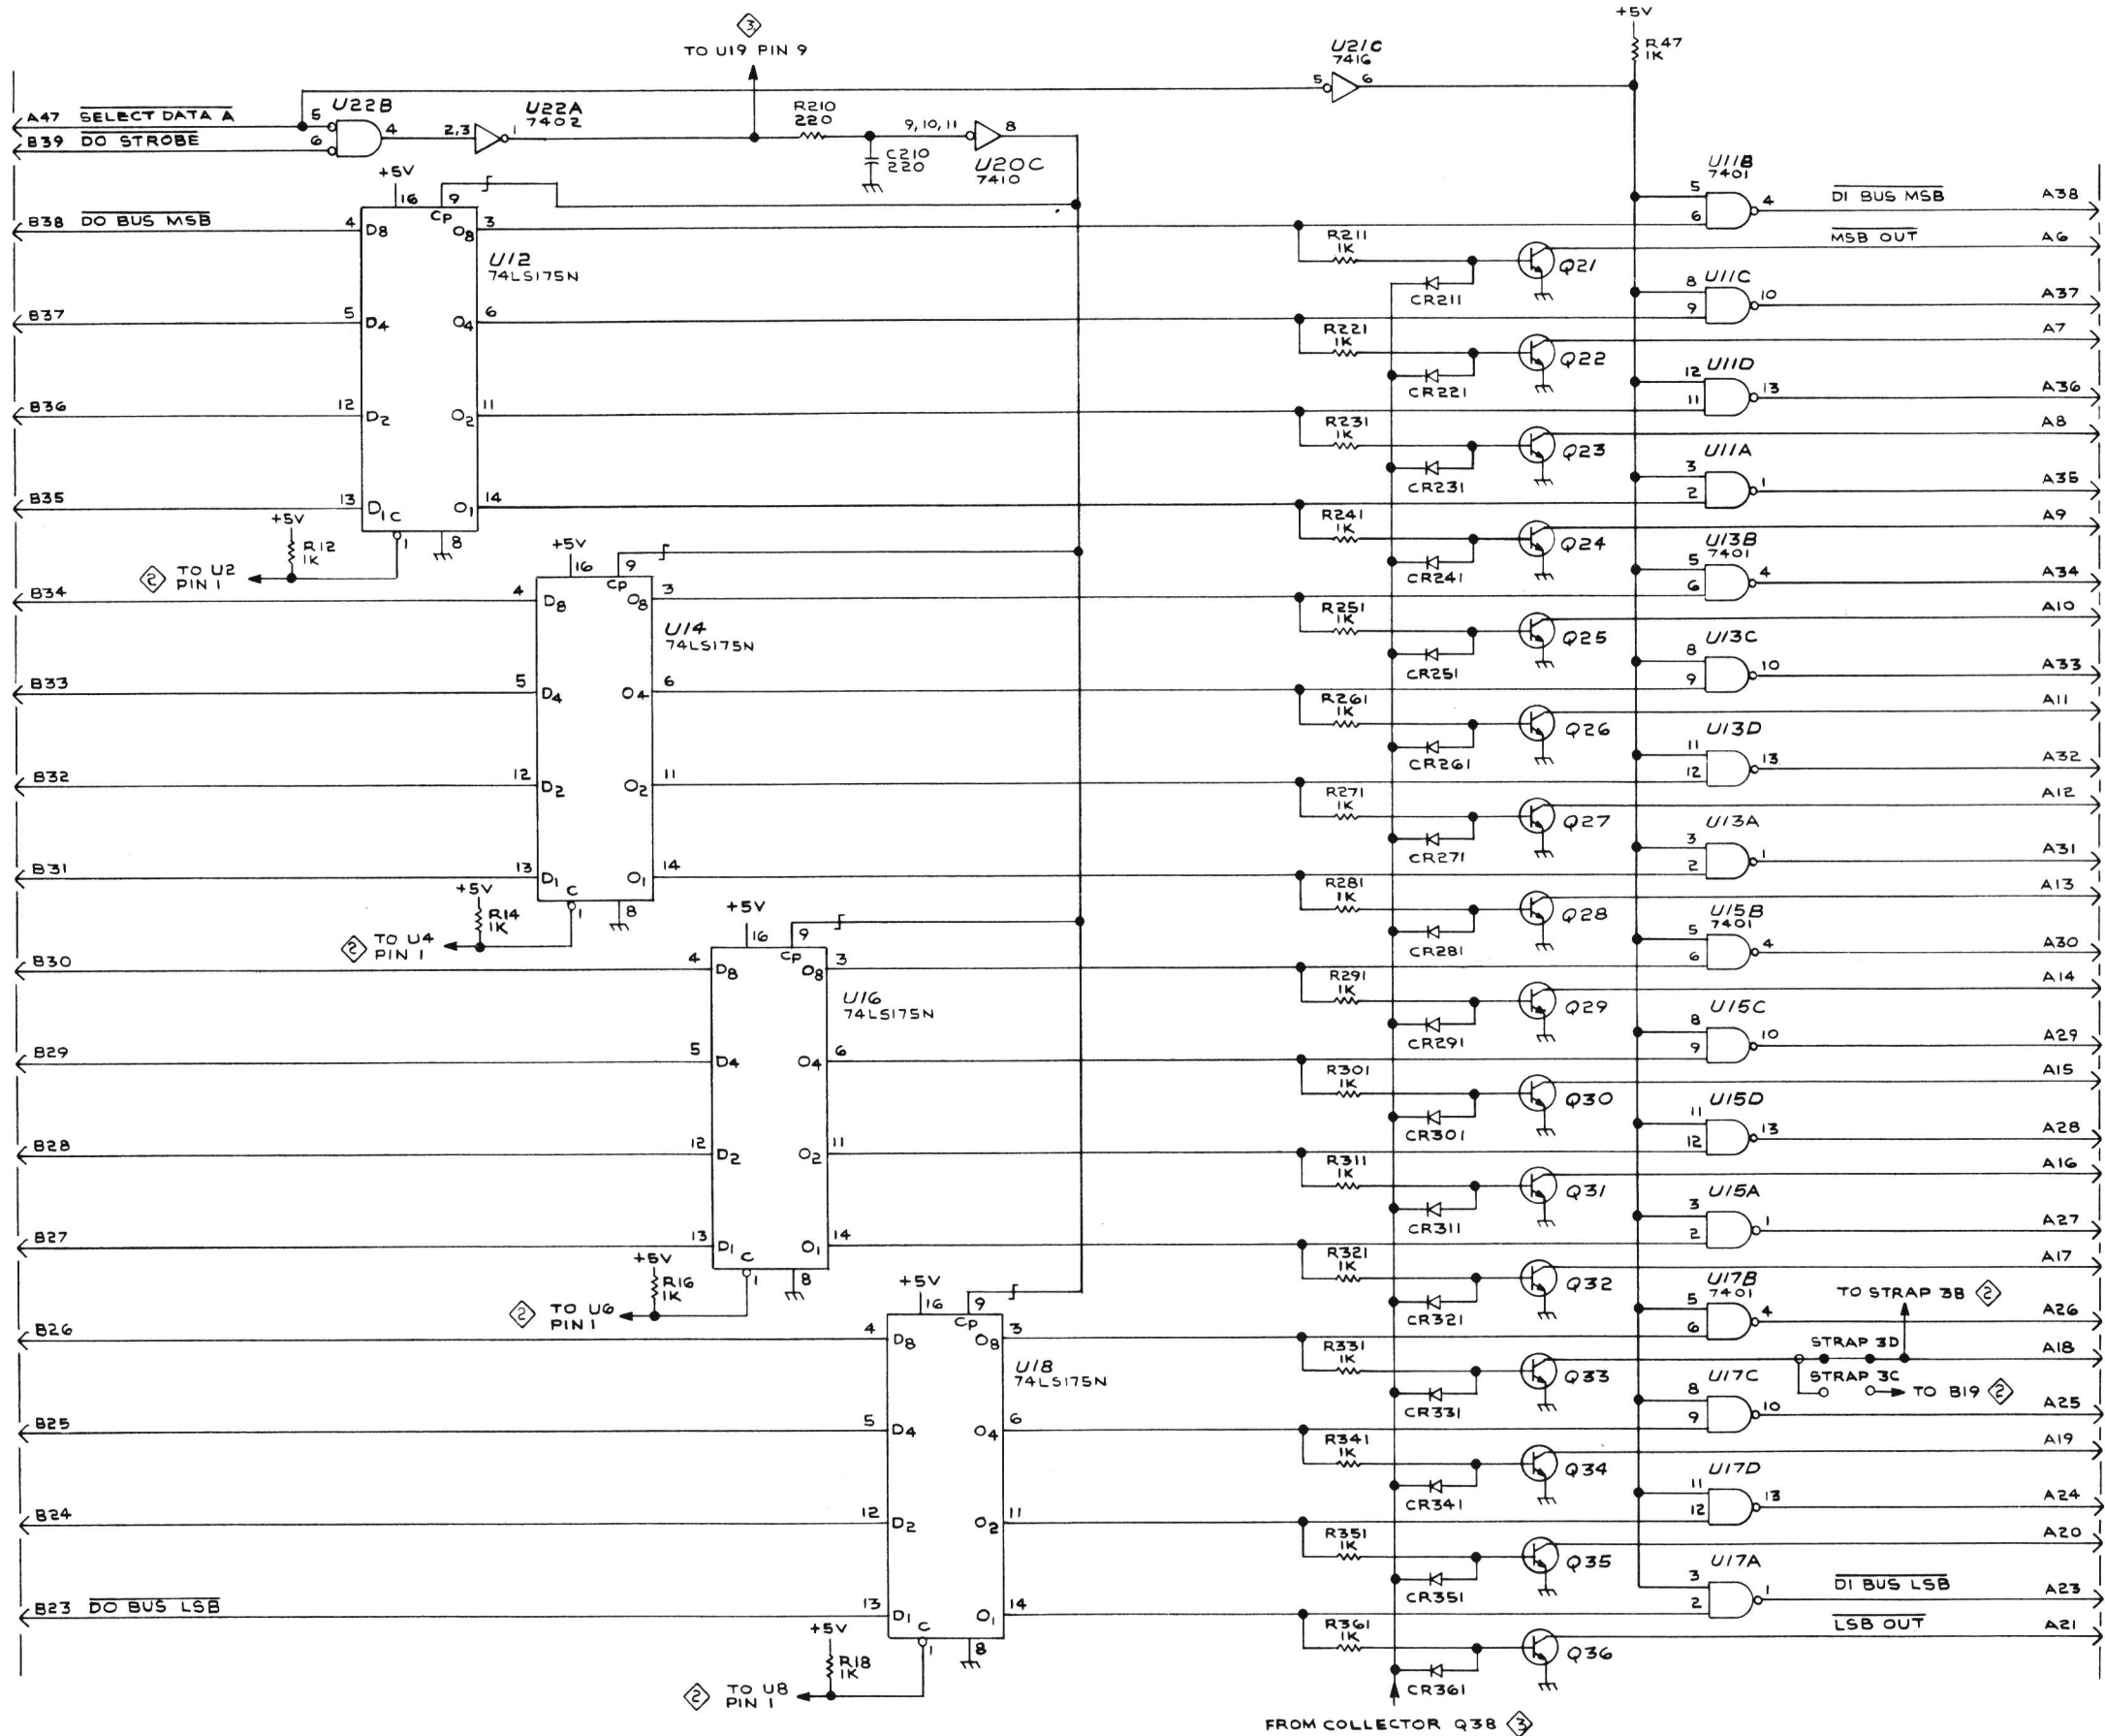 3
TO U19 PIN 9
+5V
R47
1K
U21C
7416
5
6
A47 SELECT DATA A
B39 DO STROBE
U22B
5
6
4
2,3
U22A
7402
1
R210
220
C210
220
9,10,11
8
U20C
7410
+5V
16
9
CP
B38 DO BUS MSB
4
D8
O8
3
U12
74LS175N
B37
5
D4
O4
6
B36
12
D2
O2
11
B35
13
D1
C
O1
14
1
8
+5V
R12
1K
2
TO U2
PIN 1
+5V
16
9
CP
B34
4
D8
O8
3
U14
74LS175N
B33
5
D4
O4
6
B32
12
D2
O2
11
B31
13
D1
C
O1
14
1
8
+5V
R14
1K
2
TO U4
PIN 1
+5V
16
9
CP
B30
4
D8
O8
3
U16
74LS175N
B29
5
D4
O4
6
B28
12
D2
O2
11
B27
13
D1
C
O1
14
1
8
+5V
R16
1K
2
TO U6
PIN 1
+5V
16
9
CP
B26
4
D8
O8
3
U18
74LS175N
B25
5
D4
O4
6
B24
12
D2
O2
11
B23 DO BUS LSB
13
D1
C
O1
14
1
8
+5V
R18
1K
2
TO U8
PIN 1
R211
1K
CR211
Q21
R221
1K
CR221
Q22
R231
1K
CR231
Q23
R241
1K
CR241
Q24
R251
1K
CR251
Q25
R261
1K
CR261
Q26
R271
1K
CR271
Q27
R281
1K
CR281
Q28
R291
1K
CR291
Q29
R301
1K
CR301
Q30
R311
1K
CR311
Q31
R321
1K
CR321
Q32
R331
1K
CR331
Q33
R341
1K
CR341
Q34
R351
1K
CR351
Q35
R361
1K
CR361
Q36
FROM COLLECTOR Q38 3
U11B
7401
5
6
4
DI BUS MSB
A38
MSB OUT
A6
U11C
8
9
10
A37
A7
U11D
12
11
13
A36
A8
U11A
3
2
1
A35
A9
U13B
7401
5
6
4
A34
A10
U13C
8
9
10
A33
A11
U13D
11
12
13
A32
A12
U13A
3
2
1
A31
A13
U15B
7401
5
6
4
A30
A14
U15C
8
9
10
A29
A15
U15D
11
12
13
A28
A16
U15A
3
2
1
A27
A17
U17B
7401
5
6
4
TO STRAP 3B 2
A26
STRAP 3D
A18
STRAP 3C
TO B19 2
U17C
8
9
10
A25
A19
U17D
11
12
13
A24
A20
U17A
3
2
1
DI BUS LSB
A23
LSB OUT
A21